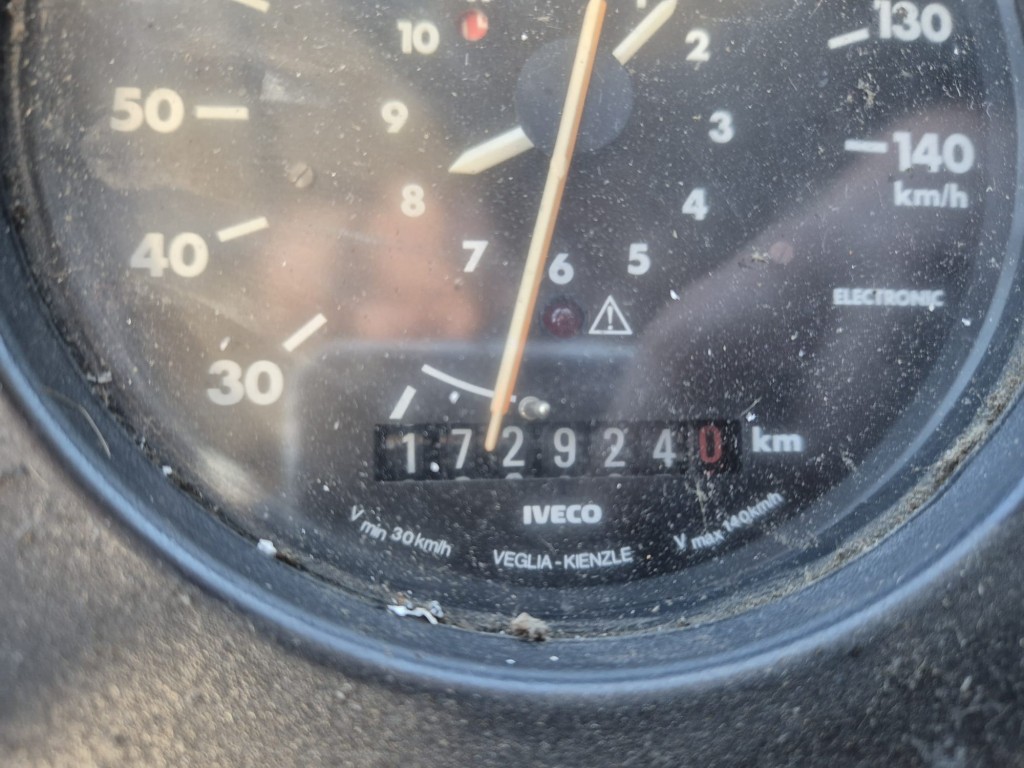 10
2
130
50
9
3
140
km/h
8
4
40
7
6
5
ELECTRONIC
30
1729240 km
IVECO
V min 30 km/h
VEGLIA - KIENZLE
V max 140 km/h